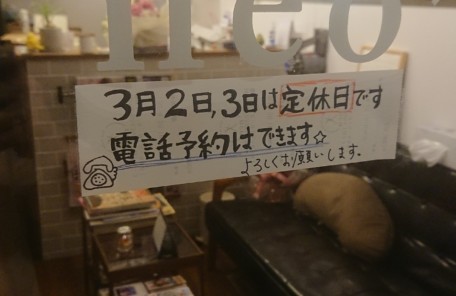 neo
3月2日,3日は定休日です
電話予約はできます☆
よろしくお願いします。